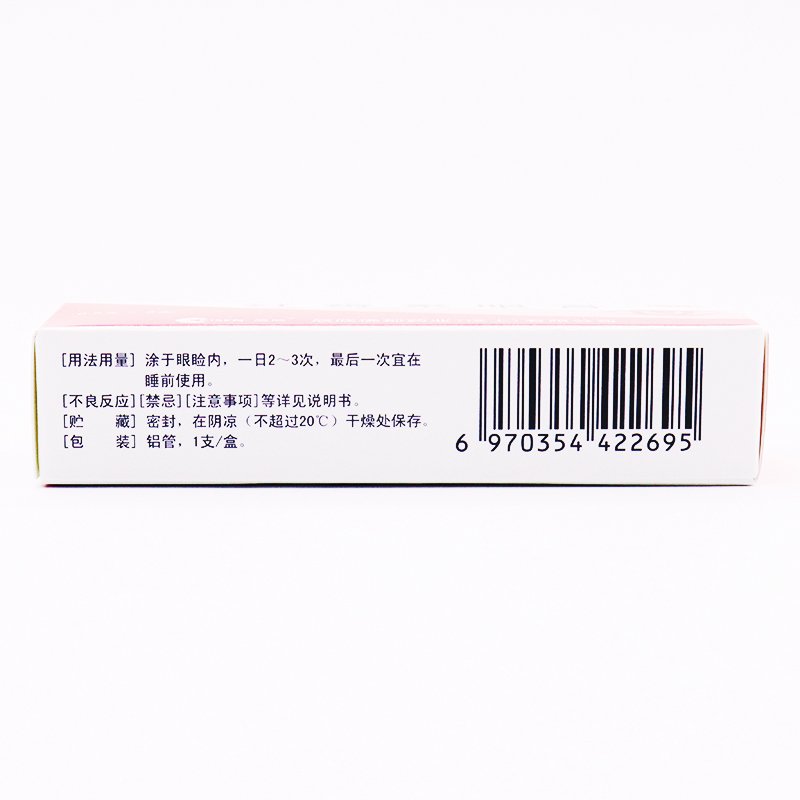 [用法用量] 涂于眼睑内，一日2～3次，最后一次宜在
睡前使用。
[不良反应][禁忌][注意事项]等详见说明书。
[贮　　藏] 密封，在阴凉（不超过20℃）干燥处保存。
[包　　装] 铝管，1支/盒。
6 970354 422695